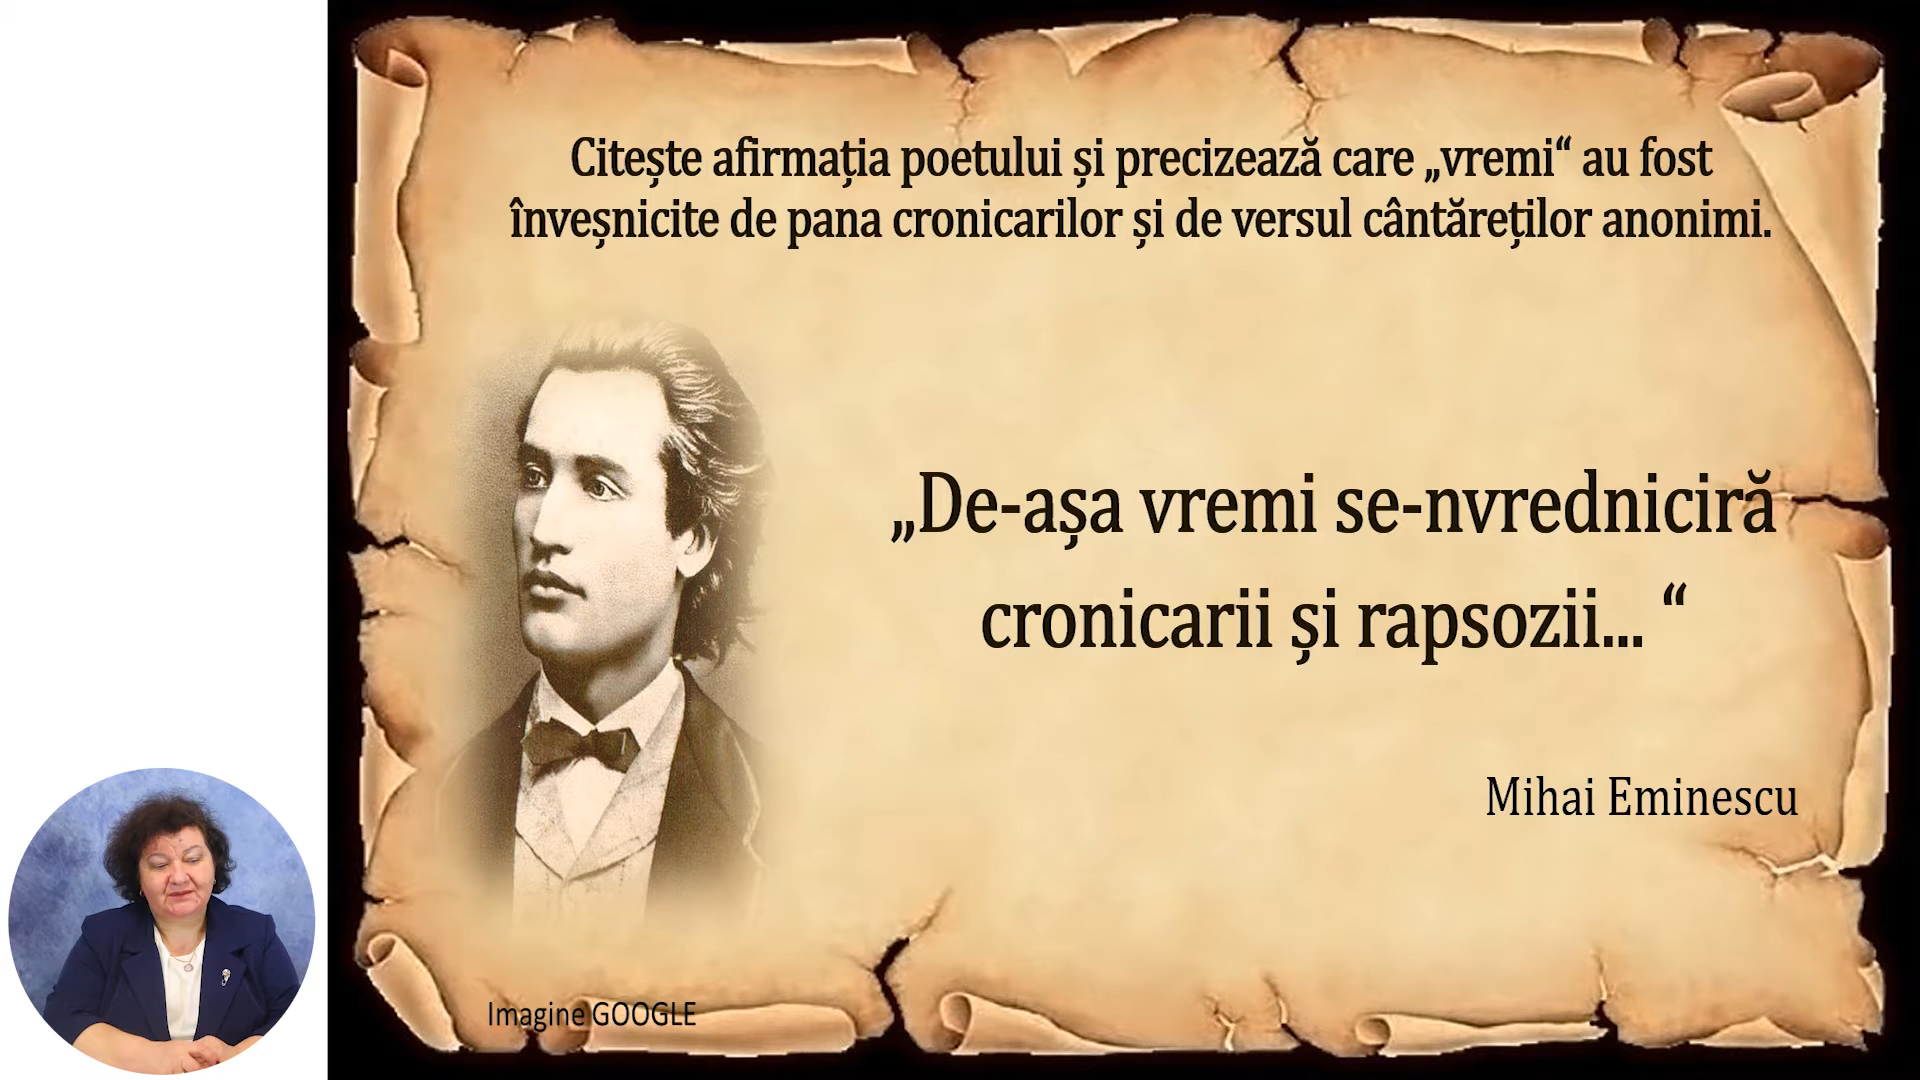 Citește afirmația poetului și precizează care „vremi“ au fost
înveșnicite de pana cronicarilor și de versul cântăreților anonimi.
„De-așa vremi se-nvredniciră
cronicarii și rapsozii... “
Mihai Eminescu
Imagine GOOGLE